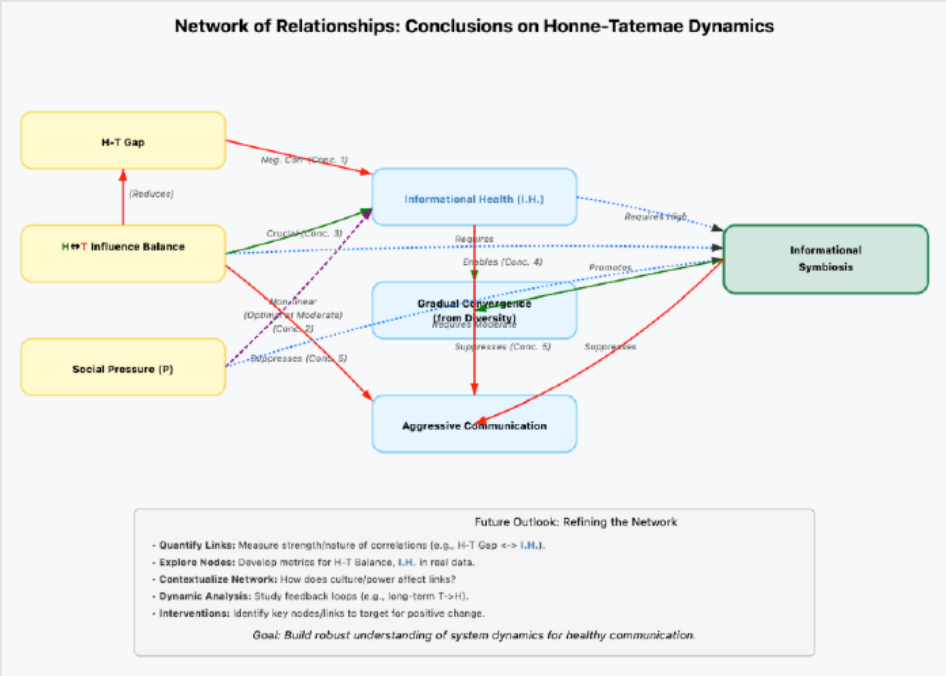 Network of Relationships: Conclusions on Honne-Tatemae Dynamics
H-T Gap
Neg. Corr. (Conc. 1)
(Reduces)
Informational Health (I.H.)
Requires High
H↔T Influence Balance
Crucial (Conc. 3)
Requires
Informational
Symbiosis
Enables (Conc. 4)
Promotes
Gradual Convergence
(from Diversity)
Requires Moderate
Non-linear
(Optimal at Moderate)
(Conc. 2)
Suppresses (Conc. 5)
Suppresses
Suppresses (Conc. 5)
Social Pressure (P)
Aggressive Communication
Future Outlook: Refining the Network
- Quantify Links: Measure strength/nature of correlations (e.g., H-T Gap <-> I.H.).
- Explore Nodes: Develop metrics for H-T Balance, I.H. in real data.
- Contextualize Network: How does culture/power affect links?
- Dynamic Analysis: Study feedback loops (e.g., long-term T->H).
- Interventions: Identify key nodes/links to target for positive change.
Goal: Build robust understanding of system dynamics for healthy communication.